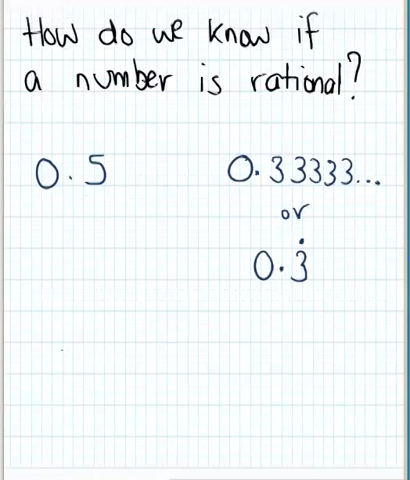 How do we know if
a number is rational?
0.5 0.33333...
or
0.3̇